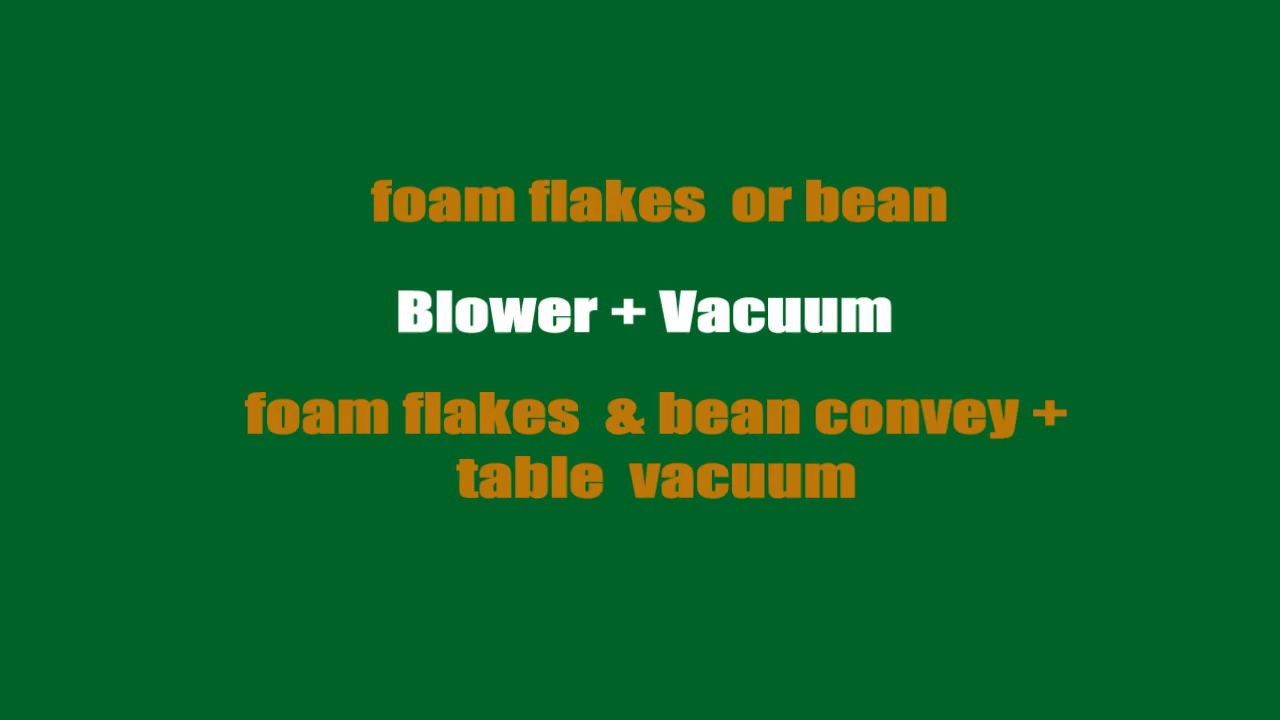 foam flakes or bean
Blower + Vacuum
foam flakes & bean convey +
table vacuum